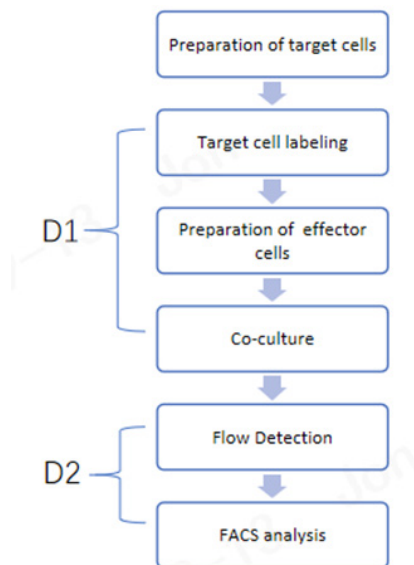 Preparation of target cells
D1
Target cell labeling
Preparation of effector
cells
Co-culture
D2
Flow Detection
FACS analysis